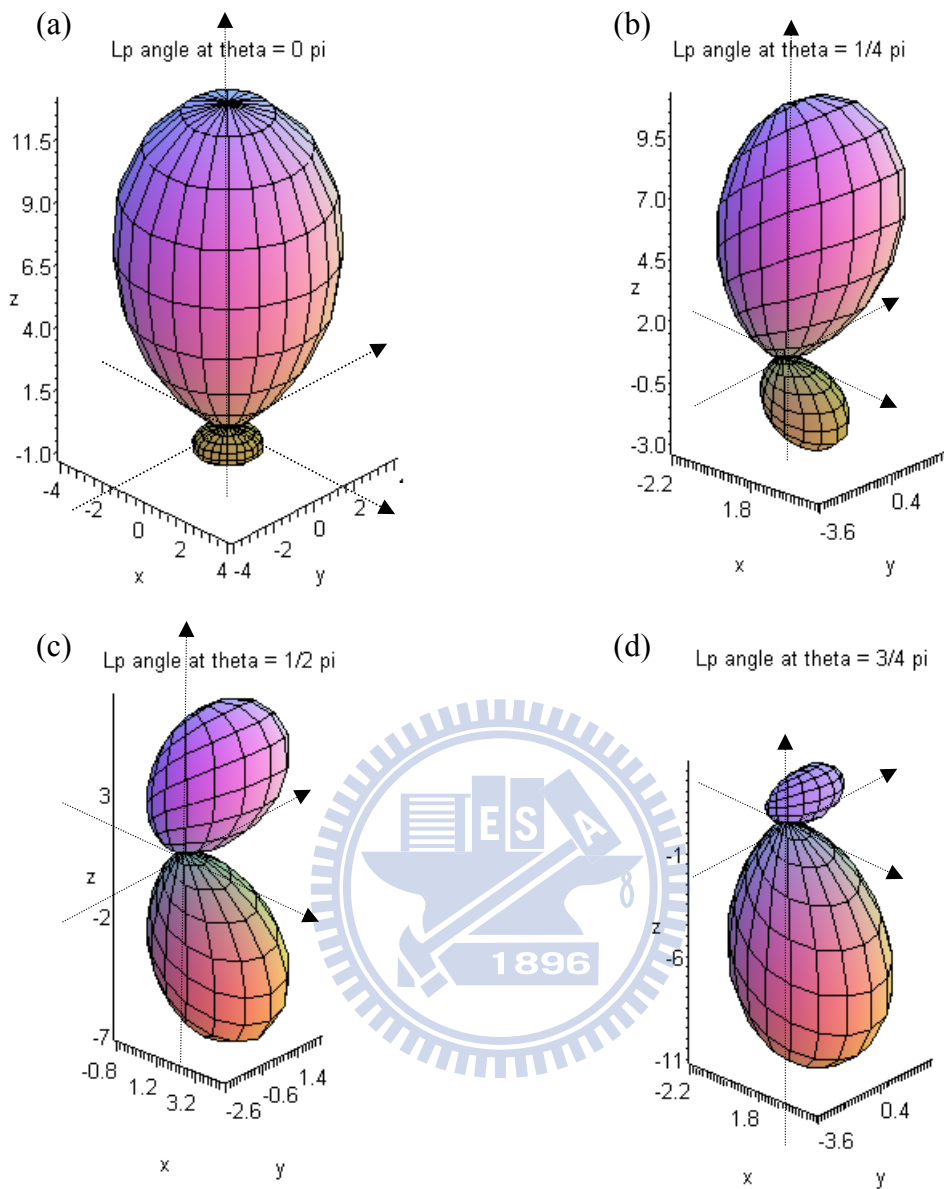 (a)
Lp angle at theta = 0 pi
11.5
9.0
6.5
z
4.0
1.5
-1.0
-4
-2
0
2
4
x
-4
-2
0
2
y
(b)
Lp angle at theta = 1/4 pi
9.5
7.0
4.5
z
2.0
-0.5
-3.0
-2.2
1.8
x
-3.6
0.4
y
(c)
Lp angle at theta = 1/2 pi
3
z
-2
-7
-0.8
1.2
3.2
x
-2.6
-0.6
1.4
y
(d)
Lp angle at theta = 3/4 pi
-1
z
-6
-11
-2.2
1.8
x
-3.6
0.4
y
E S A
8
1896